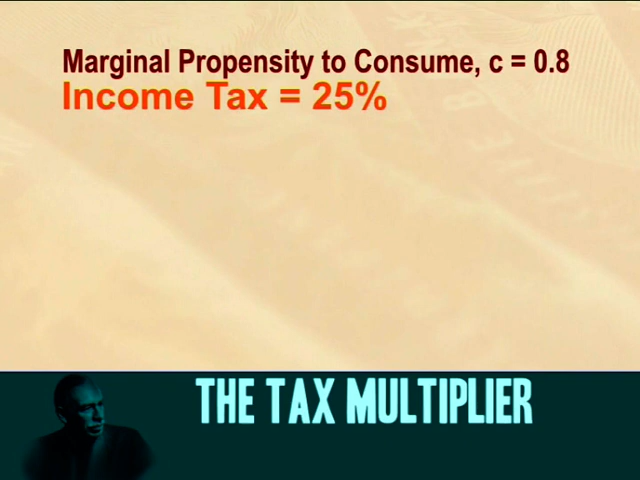 Marginal Propensity to Consume, c = 0.8
Income Tax = 25%
THE TAX MULTIPLIER